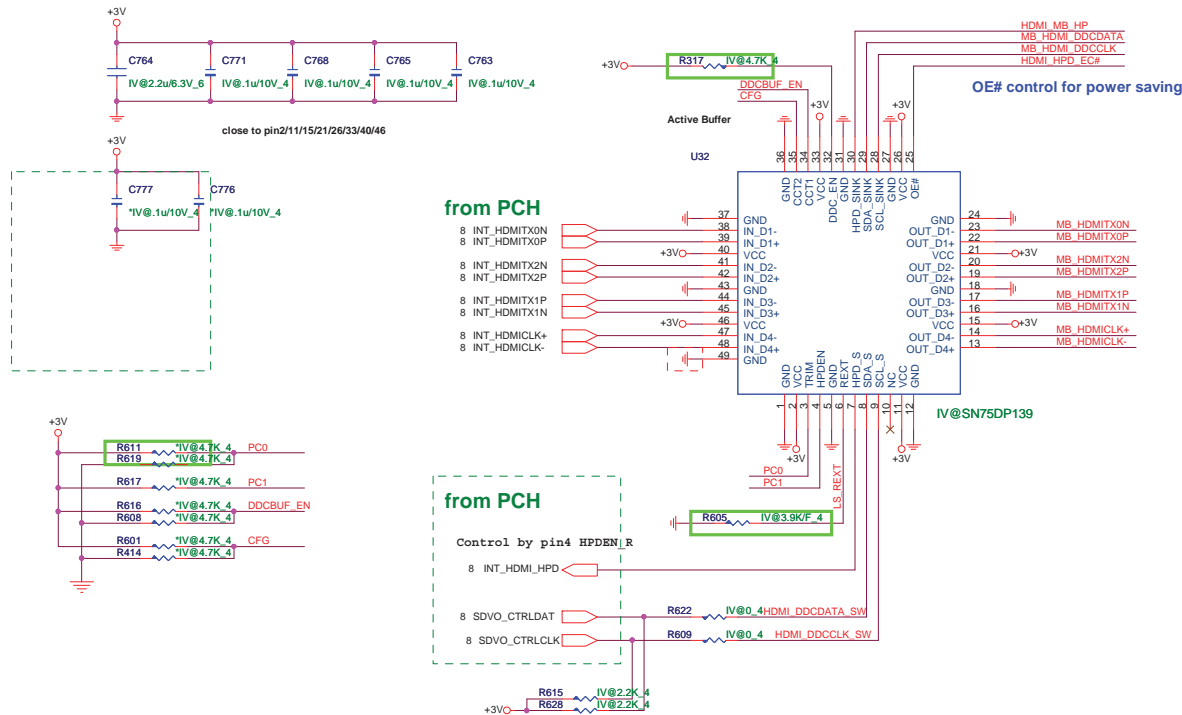 +3V
C764
IV@2.2u/6.3V_6
C771
IV@.1u/10V_4
C768
IV@.1u/10V_4
C765
IV@.1u/10V_4
C763
IV@.1u/10V_4
close to pin2/11/15/21/26/33/40/46
+3V
C777
*IV@.1u/10V_4
C776
*IV@.1u/10V_4
+3V
R317
IV@4.7K_4
DDCBUF_EN
CFG
+3V
+3V
HDMI_MB_HP
MB_HDMI_DDCDATA
MB_HDMI_DDCCLK
HDMI_HPD_EC#
OE# control for power saving
Active Buffer
U32
36 35 34 33 32 31 30 29 28 27 26 25
GND CCT2 CCT1 VCC DDC_EN GND HPD_SINK SDA_SINK SCL_SINK GND VCC OE#
from PCH
37 GND
8 INT_HDMITX0N 38 IN_D1-
8 INT_HDMITX0P 39 IN_D1+
+3V 40 VCC
8 INT_HDMITX2N 41 IN_D2-
8 INT_HDMITX2P 42 IN_D2+
43 GND
8 INT_HDMITX1P 44 IN_D3-
8 INT_HDMITX1N 45 IN_D3+
+3V 46 VCC
8 INT_HDMICLK+ 47 IN_D4-
8 INT_HDMICLK- 48 IN_D4+
49 GND
GND 24
OUT_D1- 23 MB_HDMITX0N
OUT_D1+ 22 MB_HDMITX0P
VCC 21 +3V
OUT_D2- 20 MB_HDMITX2N
OUT_D2+ 19 MB_HDMITX2P
GND 18
OUT_D3- 17 MB_HDMITX1P
OUT_D3+ 16 MB_HDMITX1N
VCC 15 +3V
OUT_D4- 14 MB_HDMICLK+
OUT_D4+ 13 MB_HDMICLK-
GND VCC TRIM HPDEN GND REXT HPD_S SDA_S SCL_S NC VCC GND
1 2 3 4 5 6 7 8 9 10 11 12
IV@SN75DP139
+3V
+3V
PC0
PC1
LS_REXT
R605
IV@3.9K/F_4
+3V
R611 *IV@4.7K_4 PC0
R619 *IV@4.7K_4
R617 *IV@4.7K_4 PC1
R616 *IV@4.7K_4 DDCBUF_EN
R608 *IV@4.7K_4
R601 *IV@4.7K_4 CFG
R414 *IV@4.7K_4
from PCH
Control by pin4 HPDEN_R
8 INT_HDMI_HPD
8 SDVO_CTRLDAT R622 IV@0_4 HDMI_DDCDATA_SW
8 SDVO_CTRLCLK R609 IV@0_4 HDMI_DDCCLK_SW
R615 IV@2.2K_4
+3V R628 IV@2.2K_4